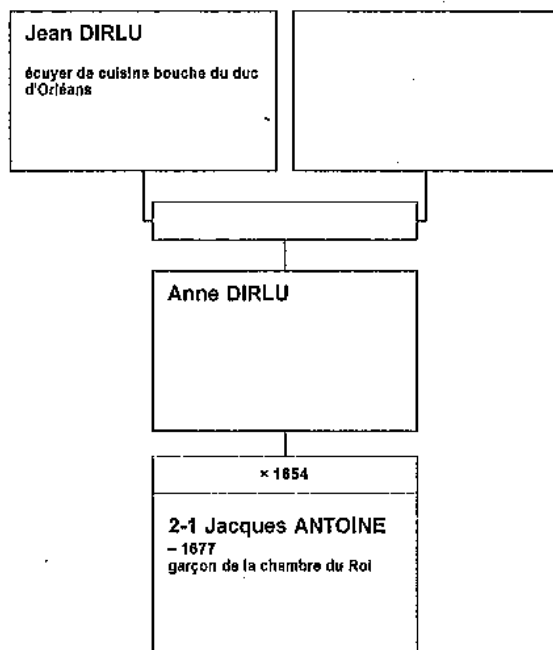 Jean DIRLU
écuyer de cuisine bouche du duc
d'Orléans
Anne DIRLU
× 1654
2-1 Jacques ANTOINE
– 1677
garçon de la chambre du Roi